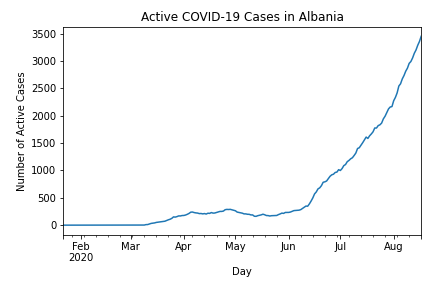 Active COVID-19 Cases in Albania
Number of Active Cases
3500
3000
2500
2000
1500
1000
500
0
Feb Mar Apr May Jun Jul Aug
2020
Day